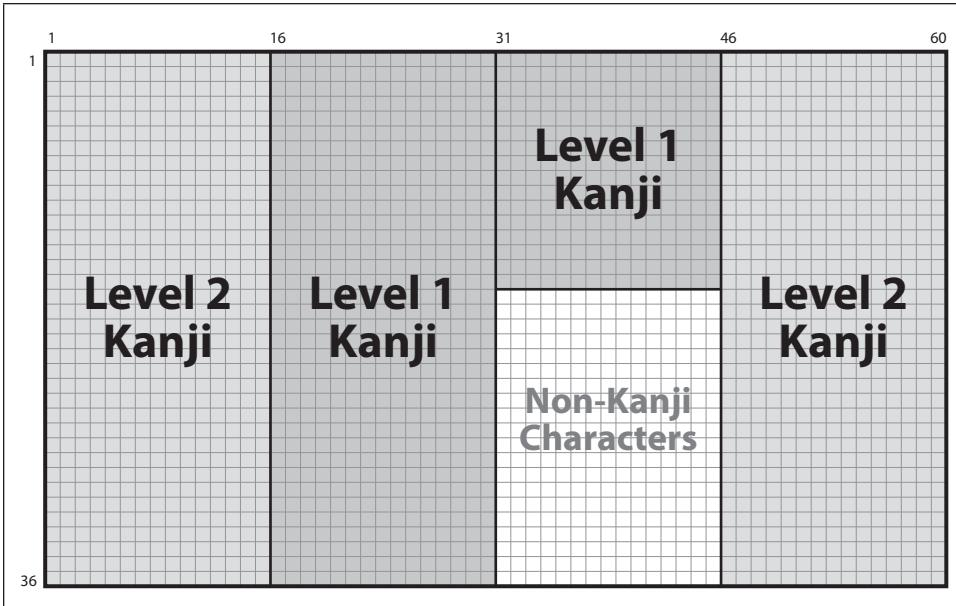 1 16 31 46 60
1
Level 1
Kanji
Level 2
Kanji
Level 1
Kanji
Level 2
Kanji
Non-Kanji
Characters
36